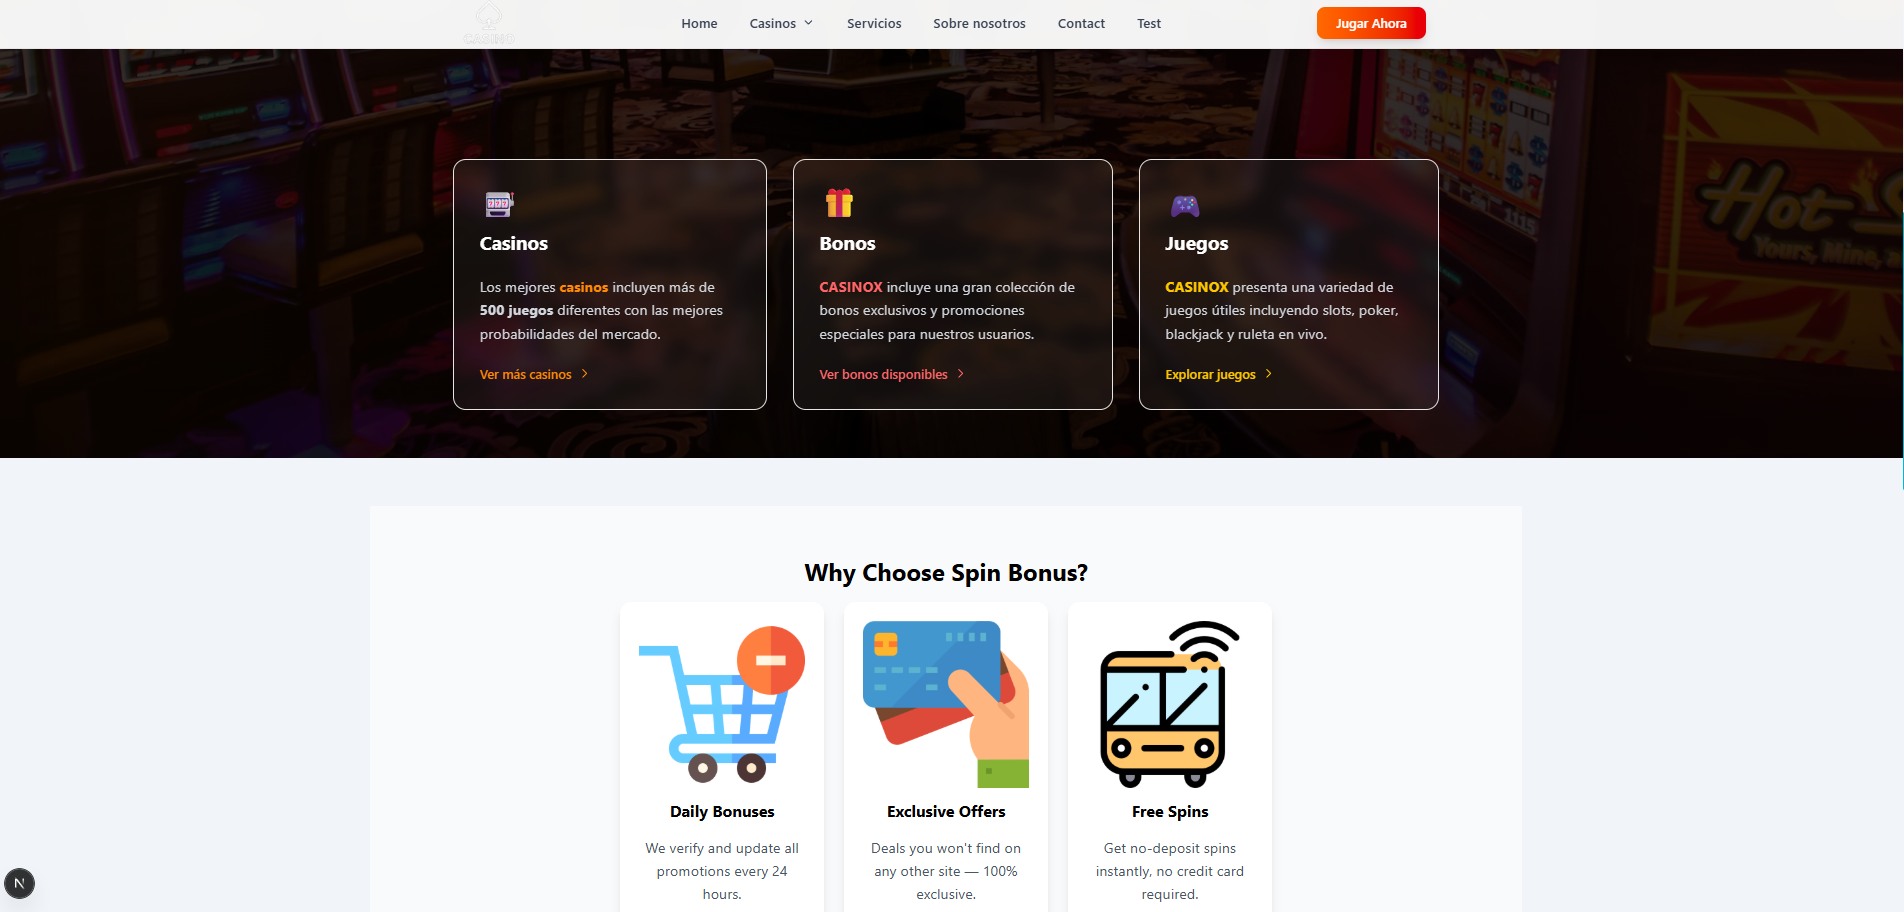 CASINO
Home Casinos Servicios Sobre nosotros Contact Test
Jugar Ahora
Casinos
Los mejores casinos incluyen más de
500 juegos diferentes con las mejores
probabilidades del mercado.
Ver más casinos
Bonos
CASINOX incluye una gran colección de
bonos exclusivos y promociones
especiales para nuestros usuarios.
Ver bonos disponibles
Juegos
CASINOX presenta una variedad de
juegos útiles incluyendo slots, poker,
blackjack y ruleta en vivo.
Explorar juegos
Hot
Yours, Mine,
1115
Why Choose Spin Bonus?
Daily Bonuses
We verify and update all
promotions every 24
hours.
Exclusive Offers
Deals you won't find on
any other site — 100%
exclusive.
Free Spins
Get no-deposit spins
instantly, no credit card
required.
N